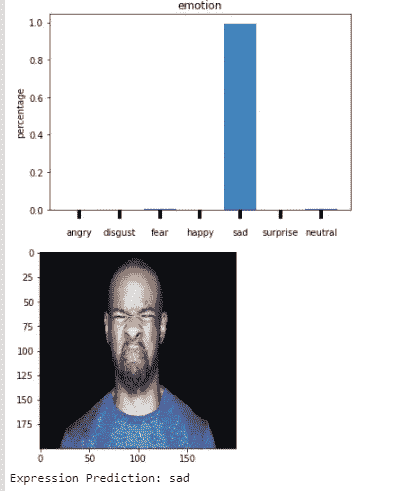 emotion
1.0
0.8
0.6
percentage
0.4
0.2
0.0
angry disgust fear happy sad surprise neutral
0
25
50
75
100
125
150
175
0 50 100 150
Expression Prediction: sad